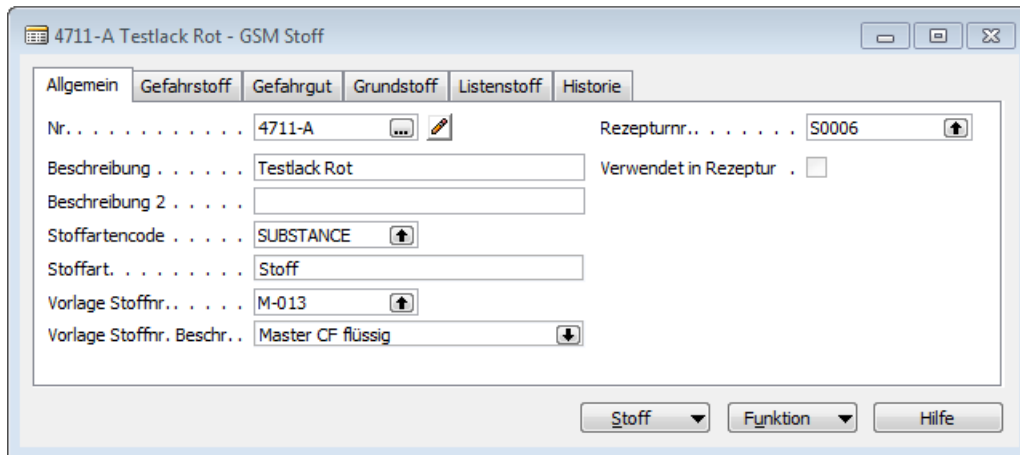 4711-A Testlack Rot - GSM Stoff
Allgemein Gefahrstoff Gefahrgut Grundstoff Listenstoff Historie
Nr. . . . . . . . . . . . 4711-A ... Rezepturnr.. . . . . . . S0006
Beschreibung . . . . . . Testlack Rot Verwendet in Rezeptur .
Beschreibung 2 . . . . .
Stoffartencode . . . . . SUBSTANCE
Stoffart. . . . . . . . . Stoff
Vorlage Stoffnr.. . . . . M-013
Vorlage Stoffnr. Beschr.. . Master CF flüssig
Stoff Funktion Hilfe